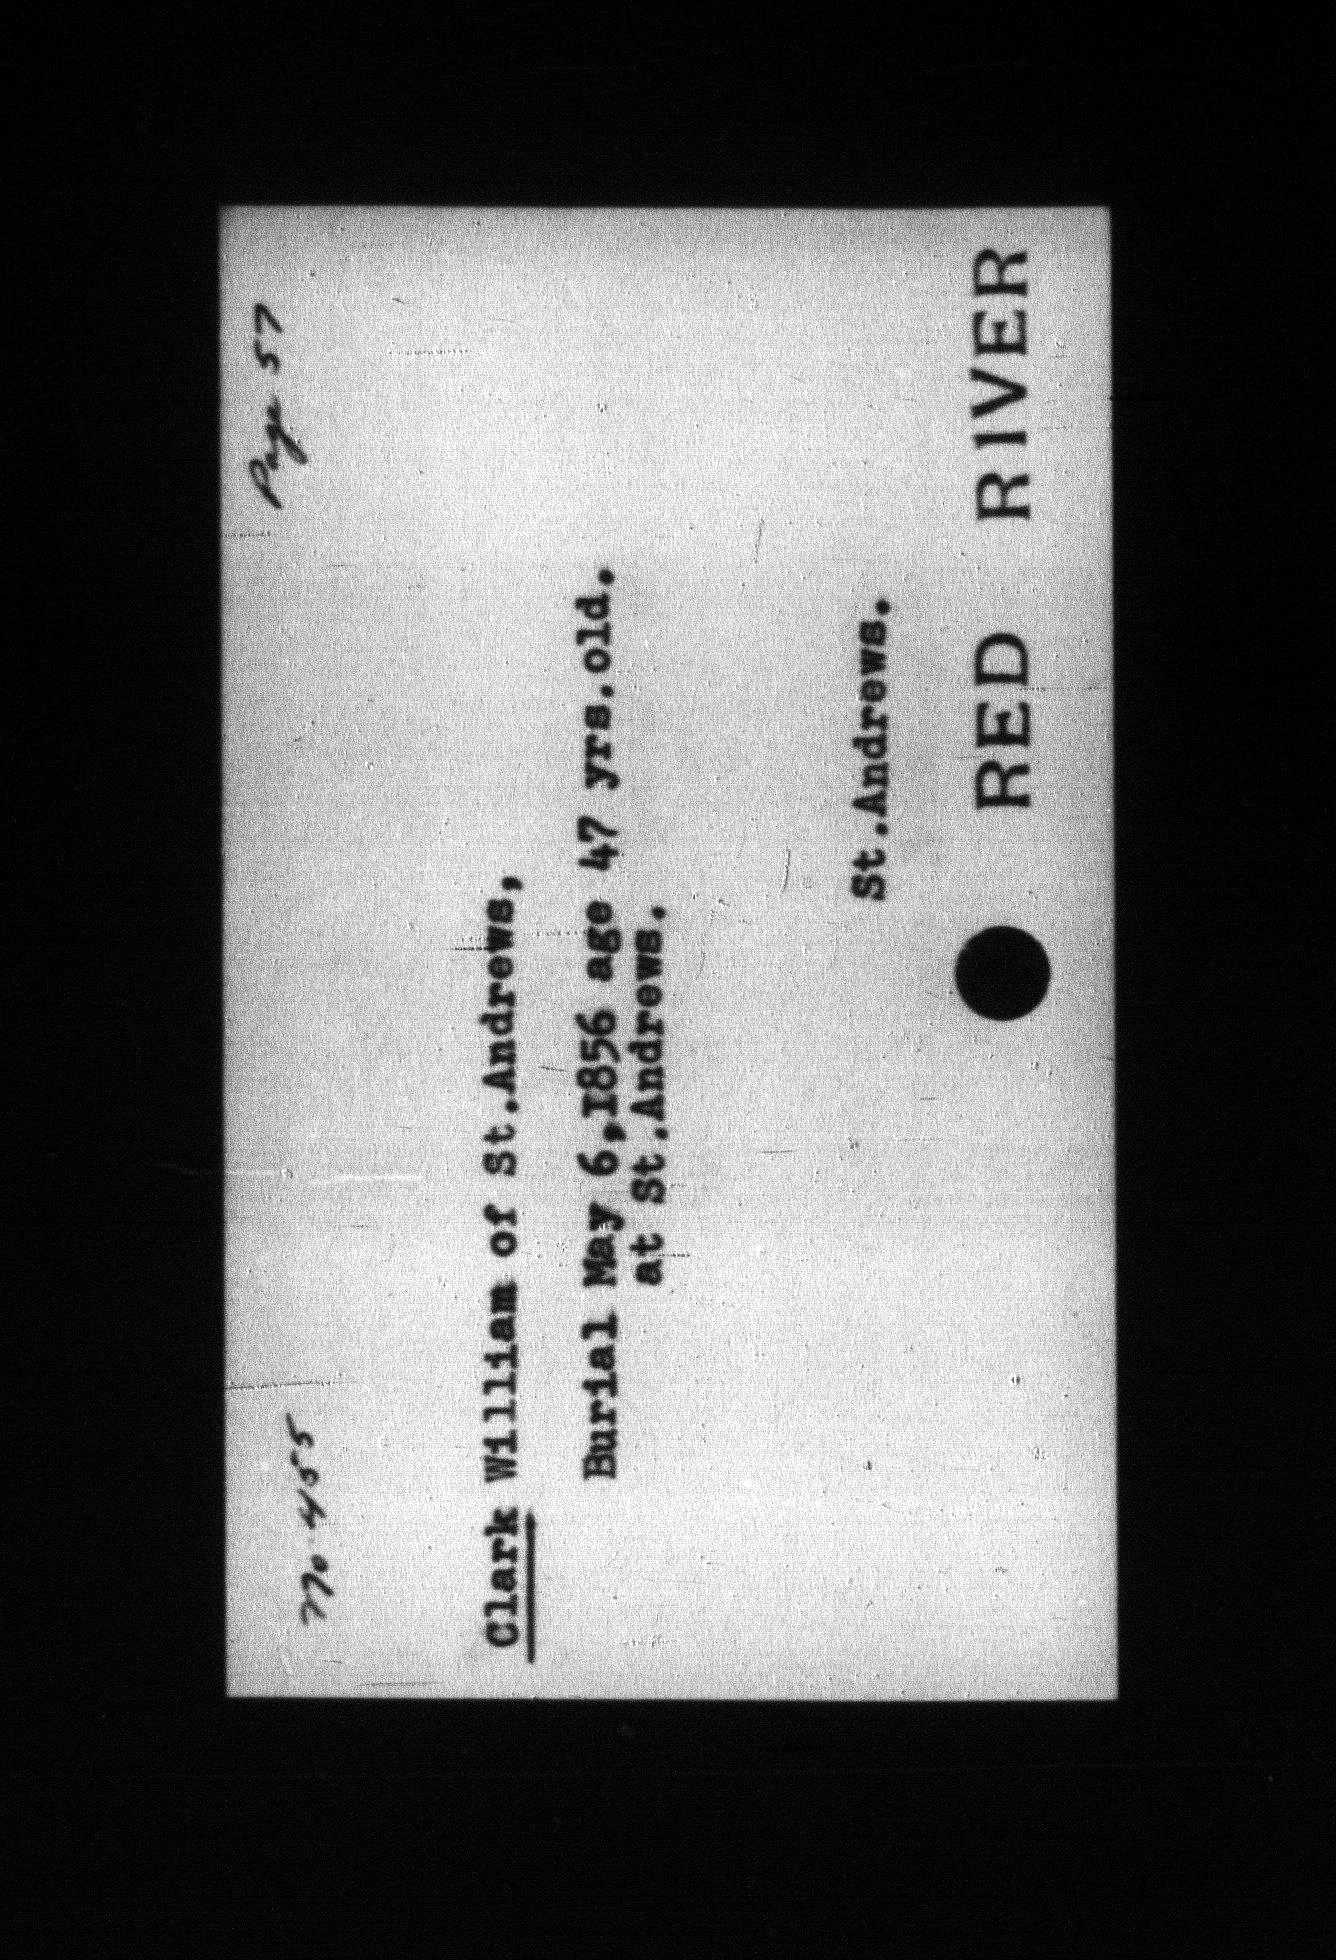 Page 57
No 455
Clark William of St.Andrews,
Burial May 6,1856 age 47 yrs.old.
at St.Andrews.
St.Andrews.
RED RIVER